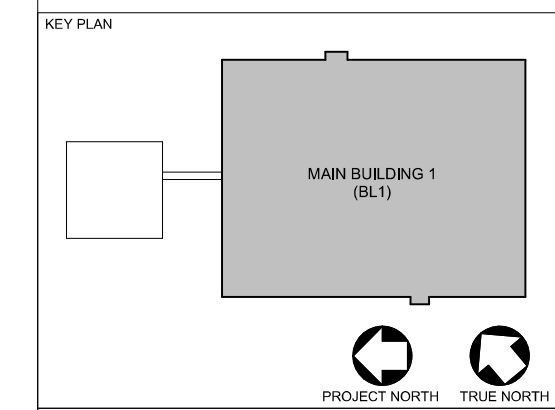 KEY PLAN
MAIN BUILDING 1
(BL1)
PROJECT NORTH
TRUE NORTH